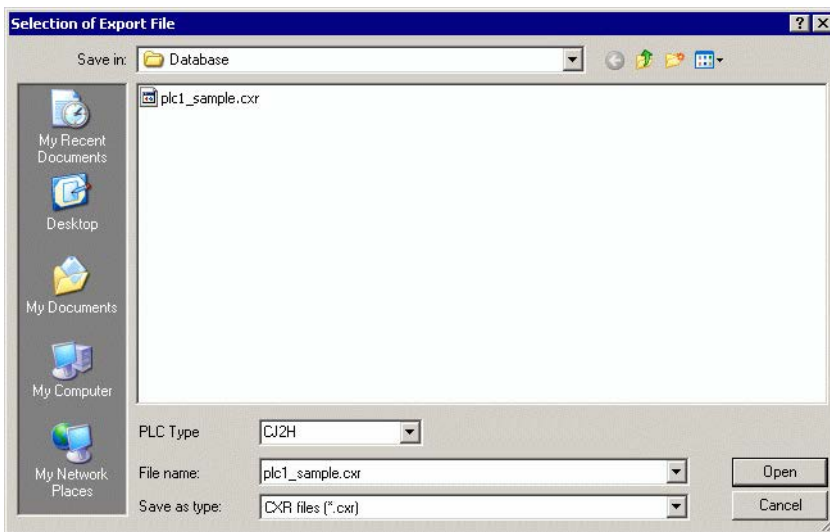 Selection of Export File
Save in: Database
plc1_sample.cxr
My Recent
Documents
Desktop
My Documents
My Computer
My Network
Places
PLC Type CJ2H
File name: plc1_sample.cxr Open
Save as type: CXR files (*.cxr) Cancel